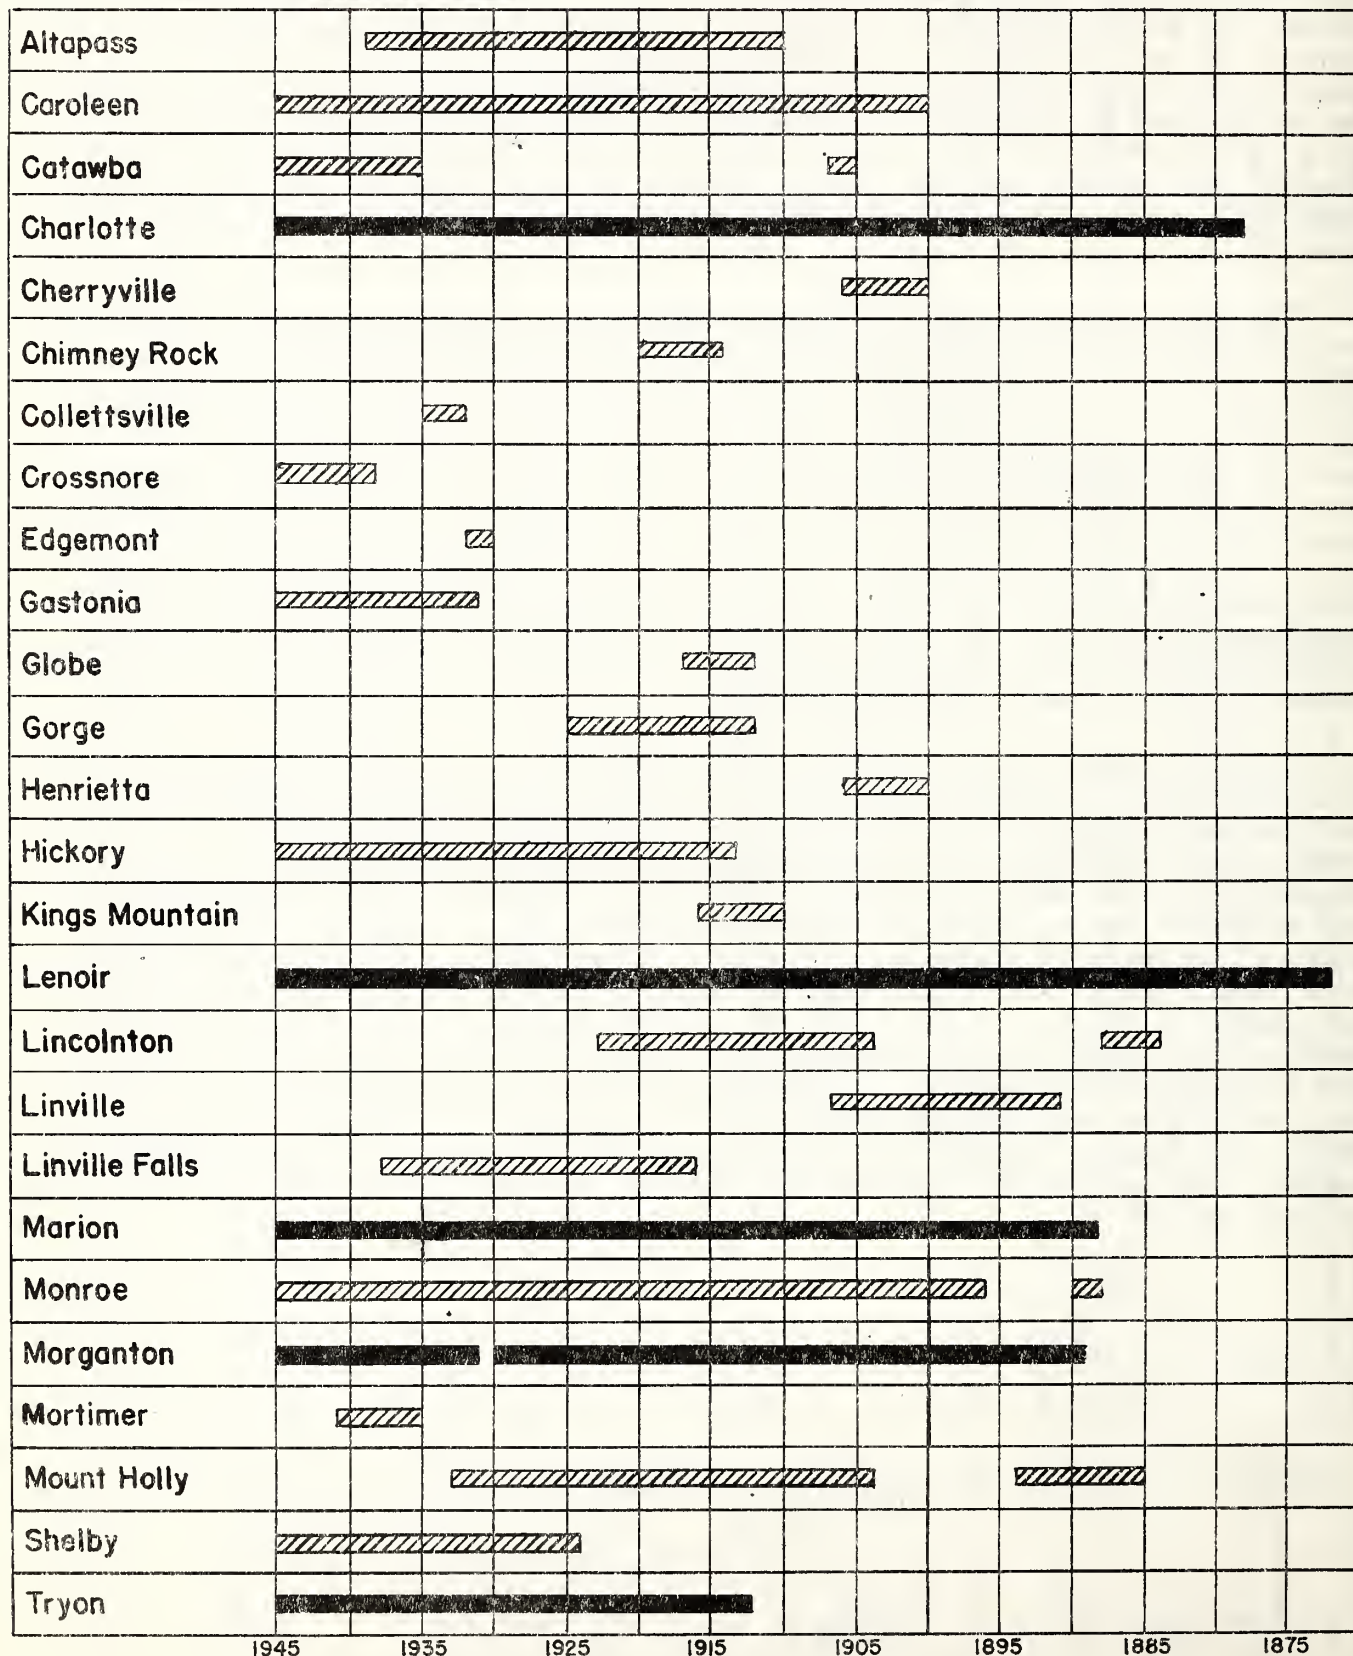 Altapass
Caroleen
Catawba
Charlotte
Cherryville
Chimney Rock
Collettsville
Crossnore
Edgemont
Gastonia
Globe
Gorge
Henrietta
Hickory
Kings Mountain
Lenoir
Lincolnton
Linville
Linville Falls
Marion
Monroe
Morganton
Mortimer
Mount Holly
Shelby
Tryon
1945 1935 1925 1915 1905 1895 1885 1875